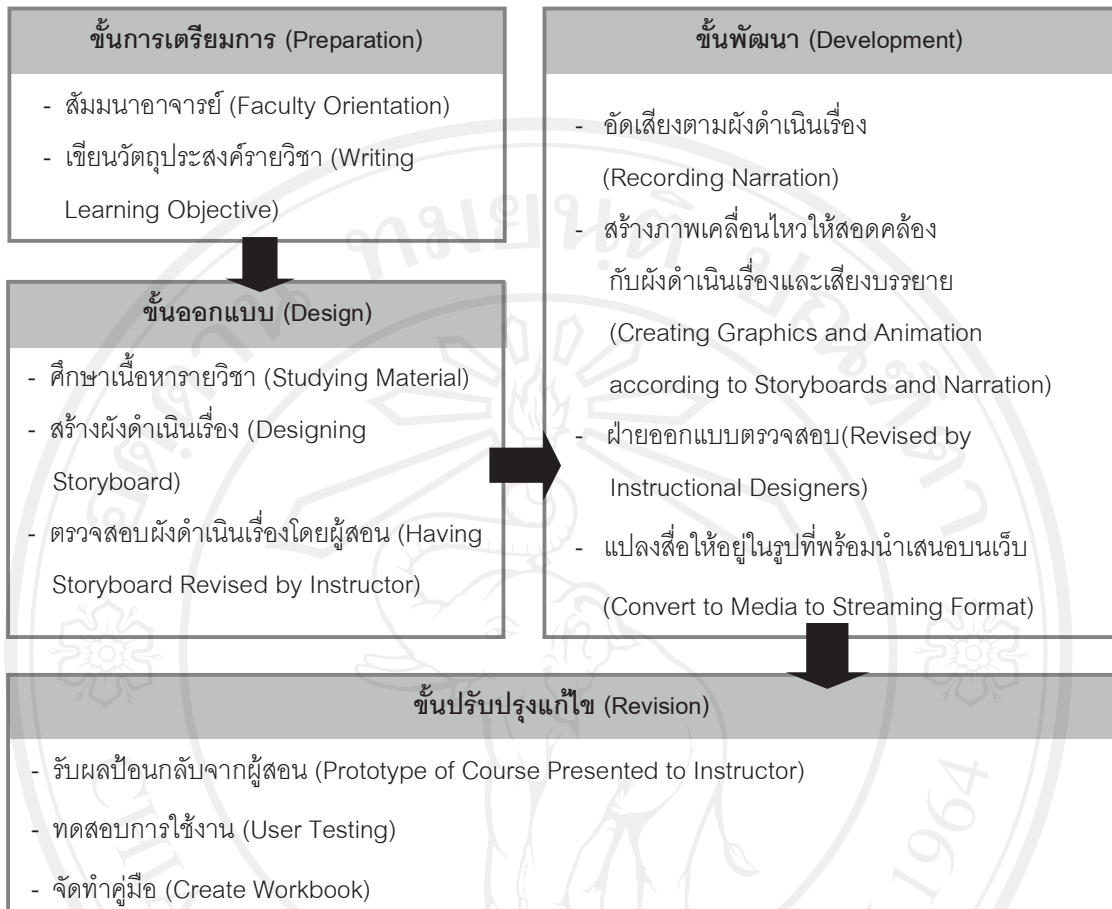 ขั้นการเตรียมการ (Preparation)
- สัมมนาอาจารย์ (Faculty Orientation)
- เขียนวัตถุประสงค์รายวิชา (Writing
Learning Objective)
ขั้นออกแบบ (Design)
- ศึกษาเนื้อหารายวิชา (Studying Material)
- สร้างผังดำเนินเรื่อง (Designing
Storyboard)
- ตรวจสอบผังดำเนินเรื่องโดยผู้สอน (Having
Storyboard Revised by Instructor)
ขั้นพัฒนา (Development)
- อัดเสียงตามผังดำเนินเรื่อง
(Recording Narration)
- สร้างภาพเคลื่อนไหวให้สอดคล้อง
กับผังดำเนินเรื่องและเสียงบรรยาย
(Creating Graphics and Animation
according to Storyboards and Narration)
- ฝ่ายออกแบบตรวจสอบ(Revised by
Instructional Designers)
- แปลงสื่อให้อยู่ในรูปที่พร้อมนำเสนอบนเว็บ
(Convert to Media to Streaming Format)
ขั้นปรับปรุงแก้ไข (Revision)
- รับผลป้อนกลับจากผู้สอน (Prototype of Course Presented to Instructor)
- ทดสอบการใช้งาน (User Testing)
- จัดทำคู่มือ (Create Workbook)
1964